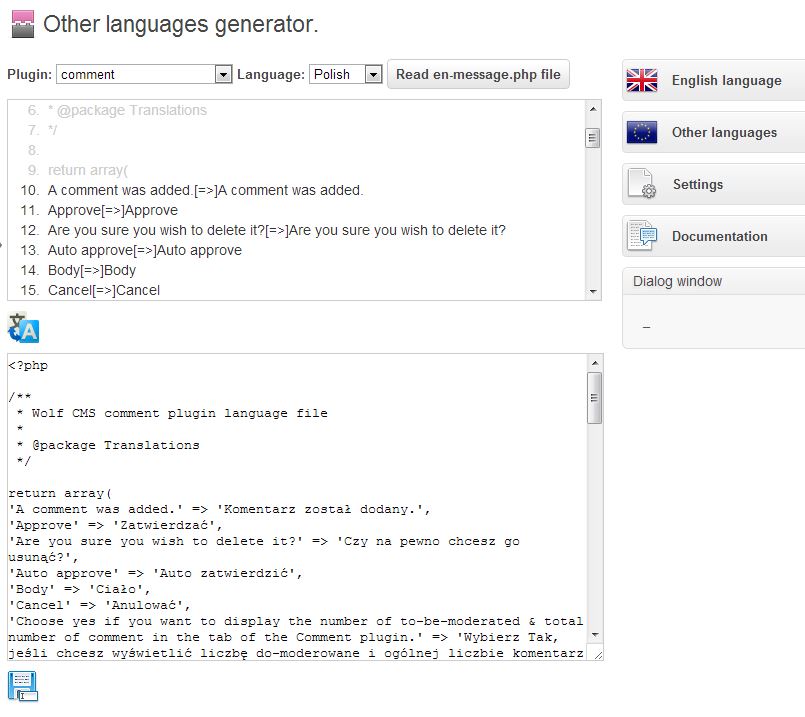 Other languages generator.
Plugin: comment Language: Polish Read en-message.php file
6. * @package Translations
7. */
8.
9. return array(
10. A comment was added.[=>]A comment was added.
11. Approve[=>]Approve
12. Are you sure you wish to delete it?[=>]Are you sure you wish to delete it?
13. Auto approve[=>]Auto approve
14. Body[=>]Body
15. Cancel[=>]Cancel
English language
Other languages
Settings
Documentation
Dialog window
_
A
<?php
/**
* Wolf CMS comment plugin language file
*
* @package Translations
*/
return array(
'A comment was added.' => 'Komentarz został dodany.',
'Approve' => 'Zatwierdzać',
'Are you sure you wish to delete it?' => 'Czy na pewno chcesz go
usunąć?',
'Auto approve' => 'Auto zatwierdzić',
'Body' => 'Ciało',
'Cancel' => 'Anulować',
'Choose yes if you want to display the number of to-be-moderated & total
number of comment in the tab of the Comment plugin.' => 'Wybierz Tak,
jeśli chcesz wyświetlić liczbę do-moderowane i ogólnej liczbie komentarz